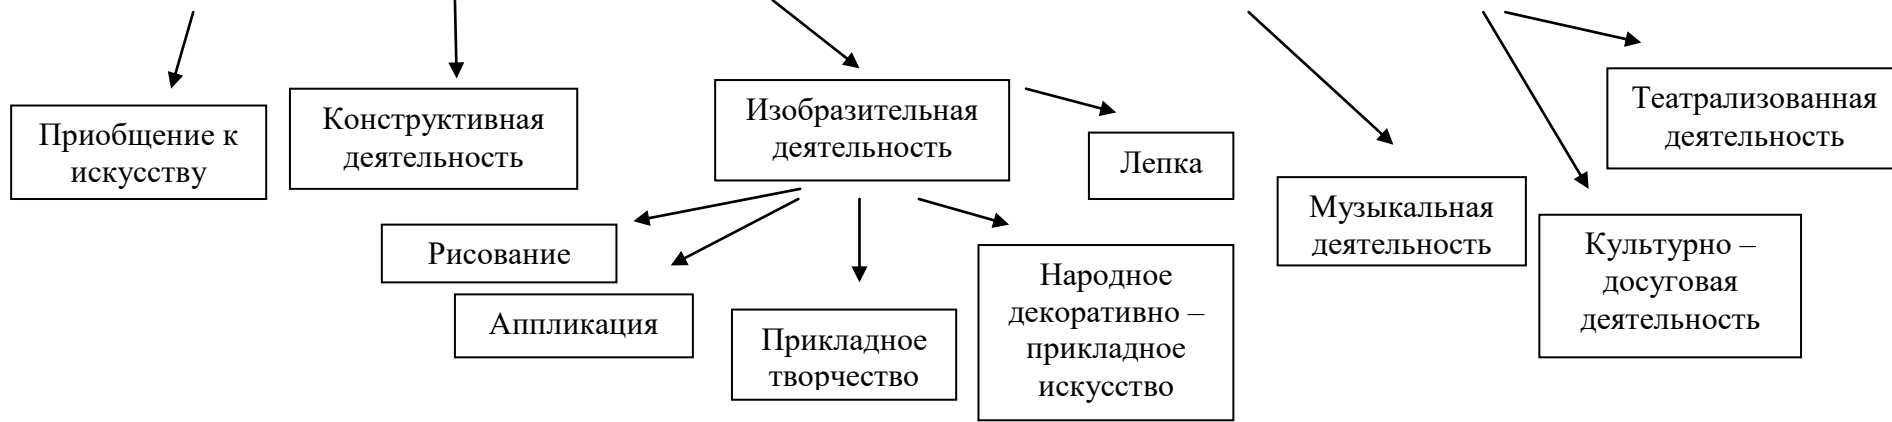 Приобщение к
искусству
Конструктивная
деятельность
Изобразительная
деятельность
Лепка
Театрализованная
деятельность
Музыкальная
деятельность
Культурно –
досуговая
деятельность
Рисование
Аппликация
Прикладное
творчество
Народное
декоративно –
прикладное
искусство